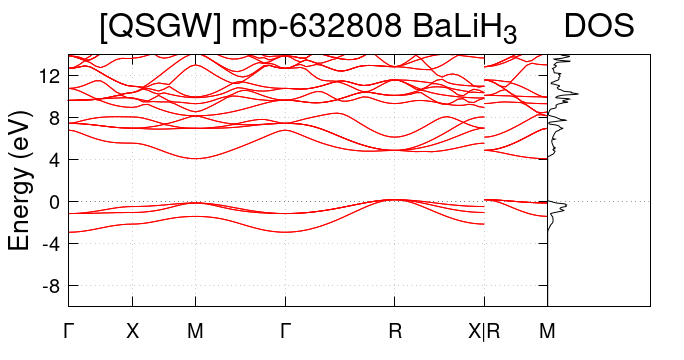 [QSGW] mp-632808 BaLiH3 DOS
Energy (eV)
12
8
4
0
-4
-8
Γ X M Γ R X|R M